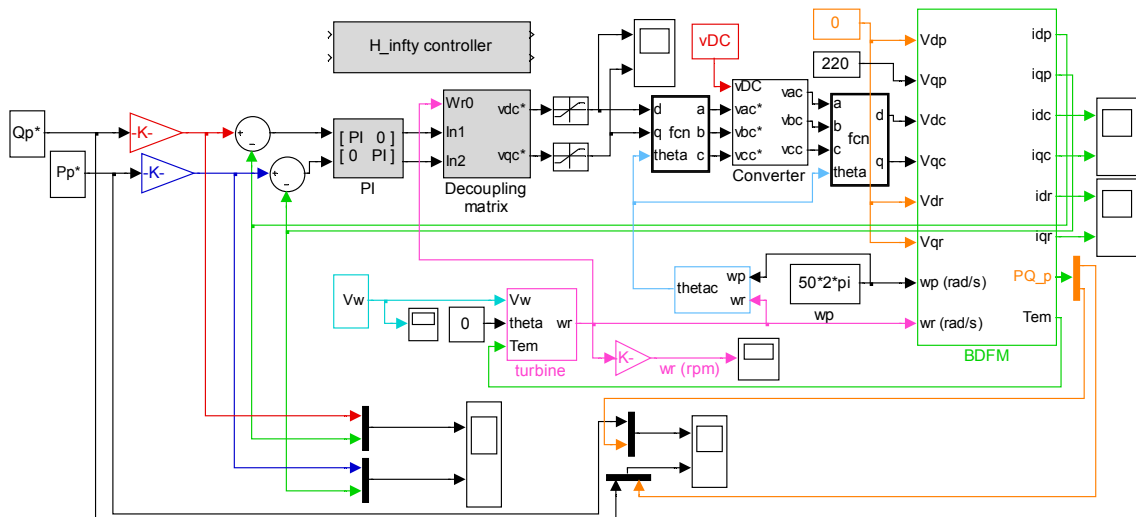 H_infty controller
Qp*
Pp*
-K-
-K-
+
-
+
-
[ PI 0 ]
[ 0 PI ]
PI
Wr0
In1
In2
vdc*
vqc*
Decoupling
matrix
d
q
theta
fcn
a
b
c
vDC
vDC
vac*
vbc*
vcc*
vac
vbc
vcc
Converter
a
b
c
theta
fcn
d
q
0
220
Vdp
Vqp
Vdc
Vqc
Vdr
Vqr
wp (rad/s)
wr (rad/s)
idp
iqp
idc
iqc
idr
iqr
PQ_p
Tem
BDFM
thetac
wp
wr
50*2*pi
wp
Vw
0
Vw
theta
Tem
wr
turbine
K-
wr (rpm)